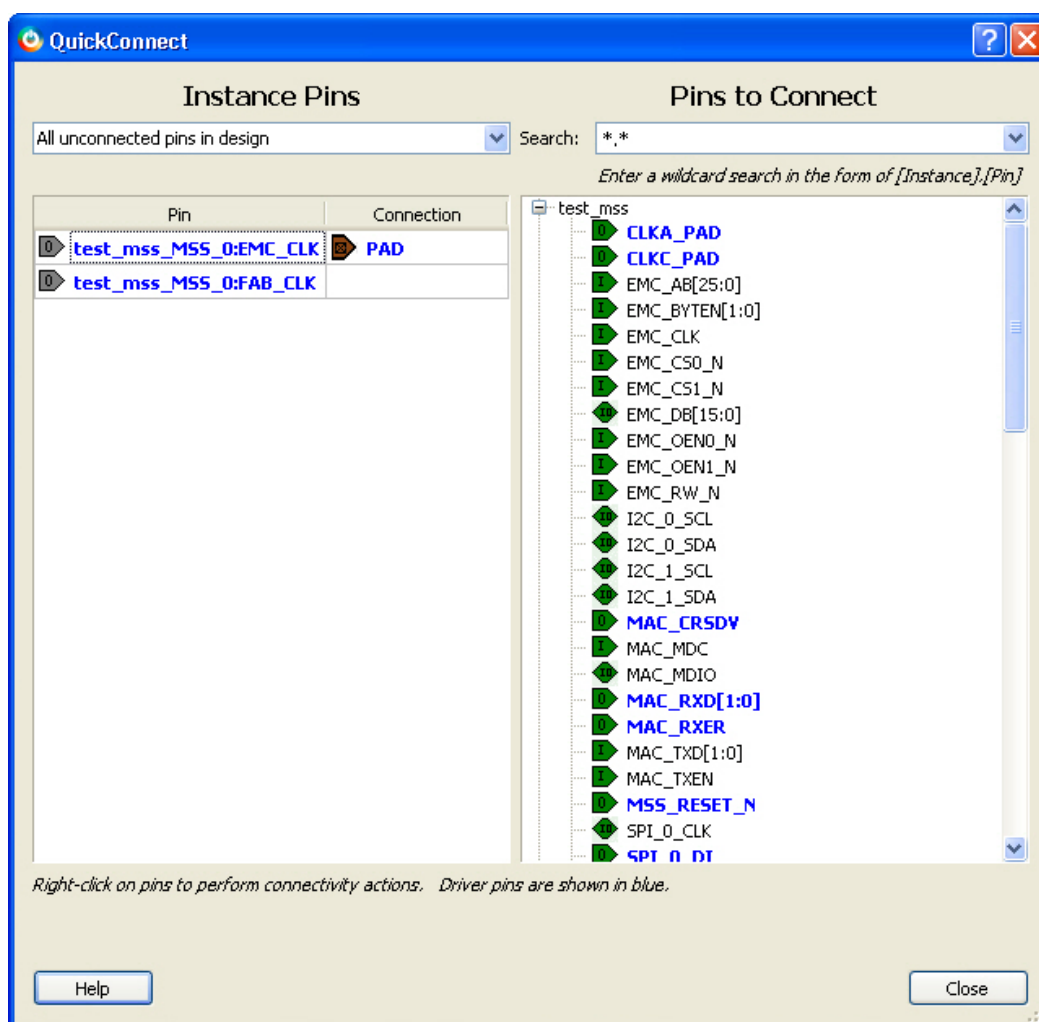 QuickConnect
Instance Pins
Pins to Connect
All unconnected pins in design
Search: *.*
Enter a wildcard search in the form of [Instance].[Pin]
Pin Connection
test_mss_MSS_0:EMC_CLK PAD
test_mss_MSS_0:FAB_CLK
test_mss
CLKA_PAD
CLKC_PAD
EMC_AB[25:0]
EMC_BYTEN[1:0]
EMC_CLK
EMC_CS0_N
EMC_CS1_N
EMC_DB[15:0]
EMC_OEN0_N
EMC_OEN1_N
EMC_RW_N
I2C_0_SCL
I2C_0_SDA
I2C_1_SCL
I2C_1_SDA
MAC_CRSDV
MAC_MDC
MAC_MDIO
MAC_RXD[1:0]
MAC_RXER
MAC_TXD[1:0]
MAC_TXEN
MSS_RESET_N
SPI_0_CLK
SPI_0_DI
Right-click on pins to perform connectivity actions. Driver pins are shown in blue.
Help
Close